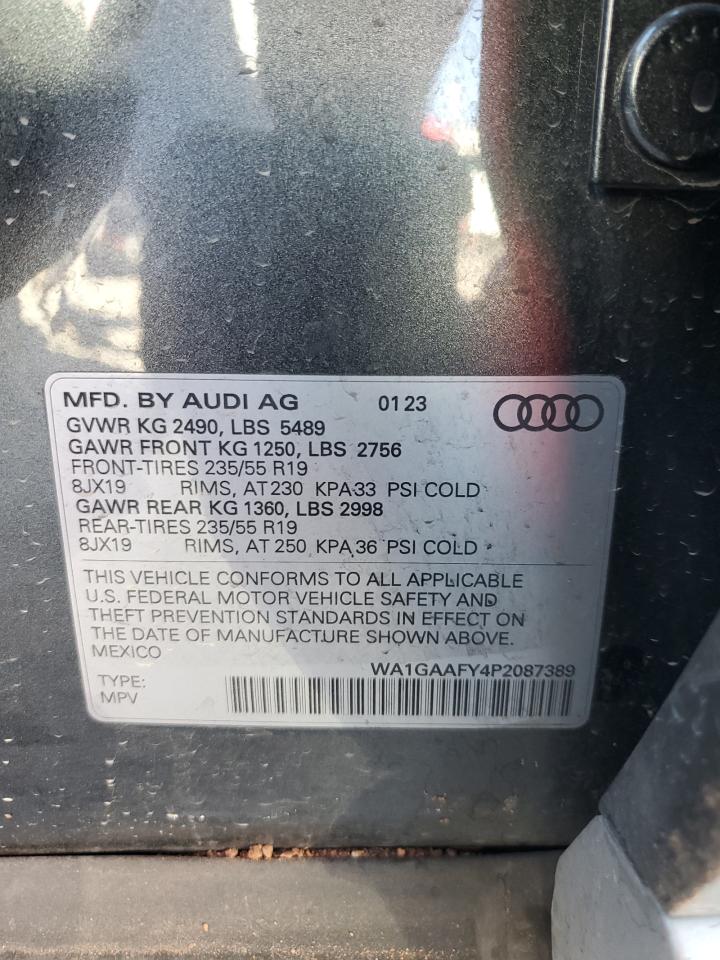 MFD. BY AUDI AG 01 23
GVWR KG 2490, LBS 5489
GAWR FRONT KG 1250, LBS 2756
FRONT-TIRES 235/55 R19
8JX19 RIMS, AT 230 KPA 33 PSI COLD
GAWR REAR KG 1360, LBS 2998
REAR-TIRES 235/55 R19
8JX19 RIMS, AT 250 KPA 36 PSI COLD
THIS VEHICLE CONFORMS TO ALL APPLICABLE
U.S. FEDERAL MOTOR VEHICLE SAFETY AND
THEFT PREVENTION STANDARDS IN EFFECT ON
THE DATE OF MANUFACTURE SHOWN ABOVE.
MEXICO
WA1GAAFY4P2087389
TYPE:
MPV